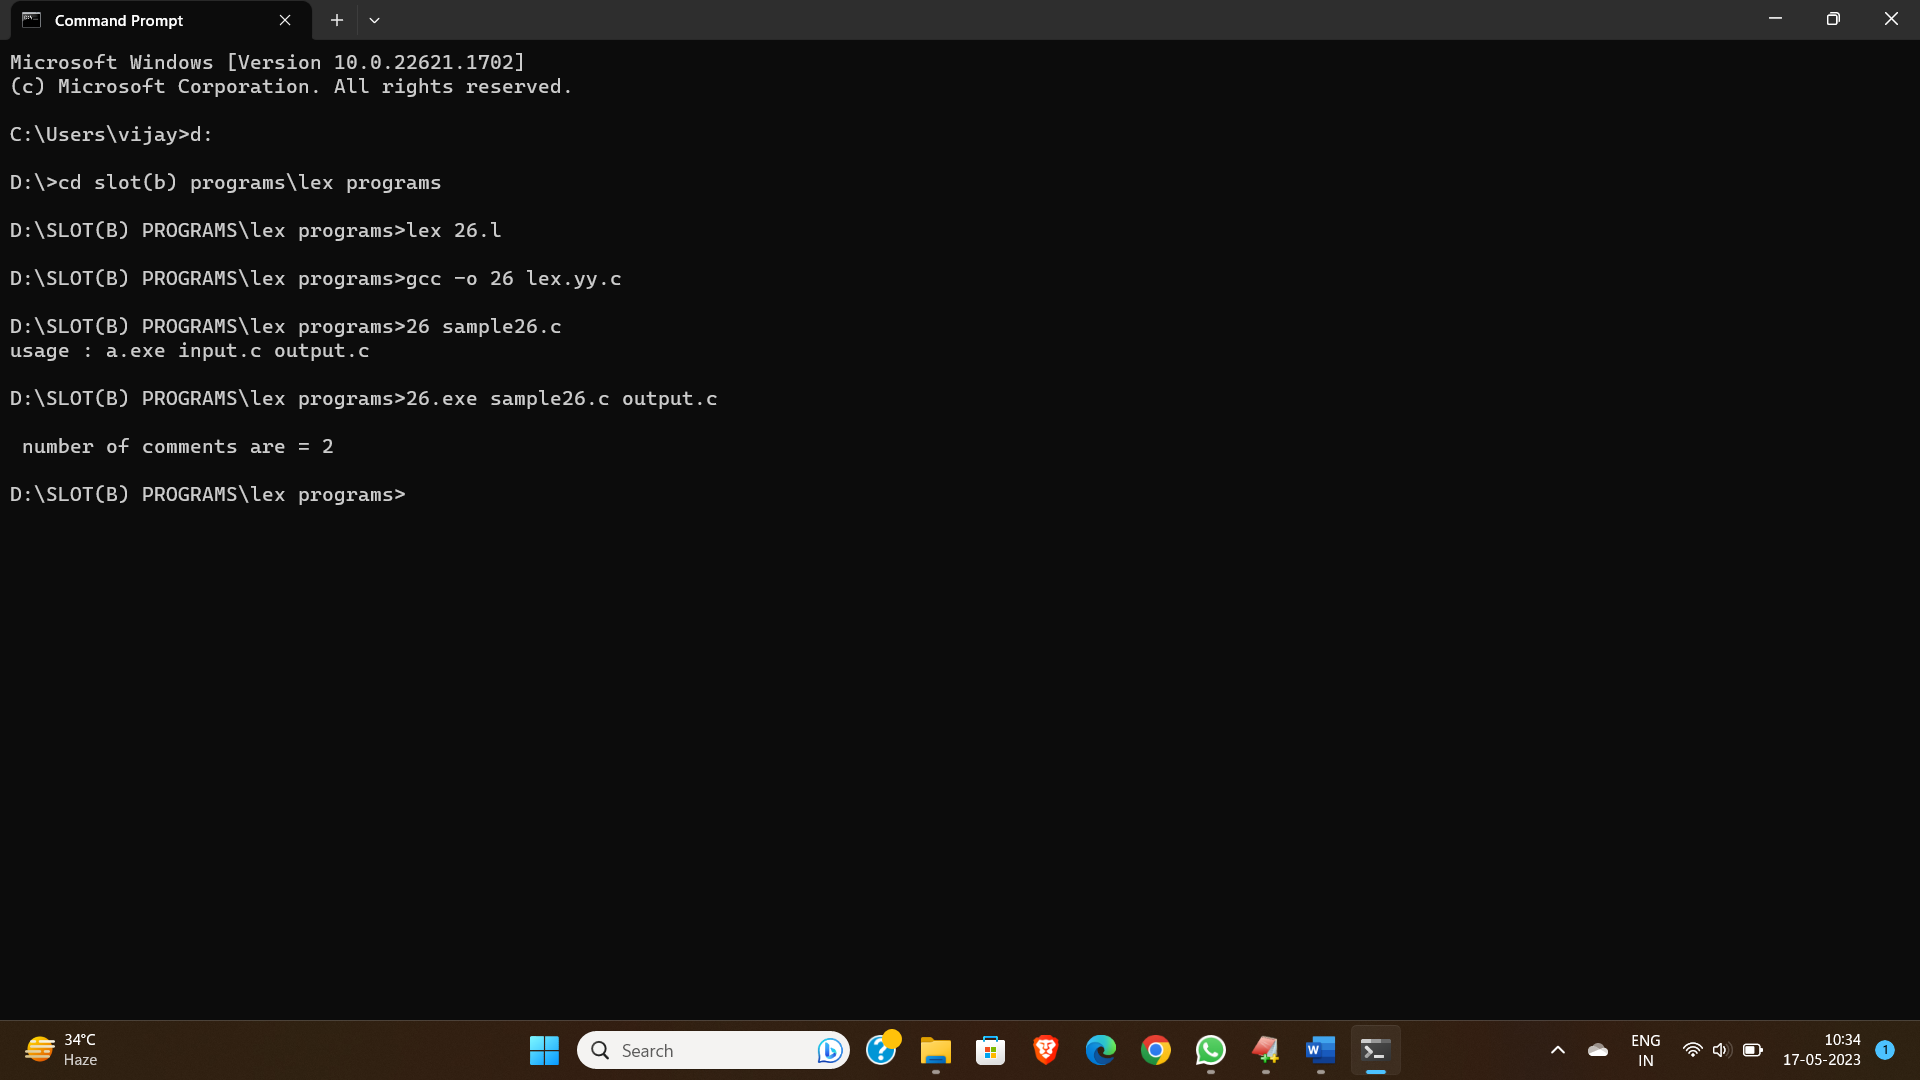 Command Prompt
Microsoft Windows [Version 10.0.22621.1702]
(c) Microsoft Corporation. All rights reserved.
C:\Users\vijay>d:
D:\>cd slot(b) programs\lex programs
D:\SLOT(B) PROGRAMS\lex programs>lex 26.l
D:\SLOT(B) PROGRAMS\lex programs>gcc -o 26 lex.yy.c
D:\SLOT(B) PROGRAMS\lex programs>26 sample26.c
usage : a.exe input.c output.c
D:\SLOT(B) PROGRAMS\lex programs>26.exe sample26.c output.c
number of comments are = 2
D:\SLOT(B) PROGRAMS\lex programs>
34°C
Haze
Search
ENG
IN
10:34
17-05-2023
1